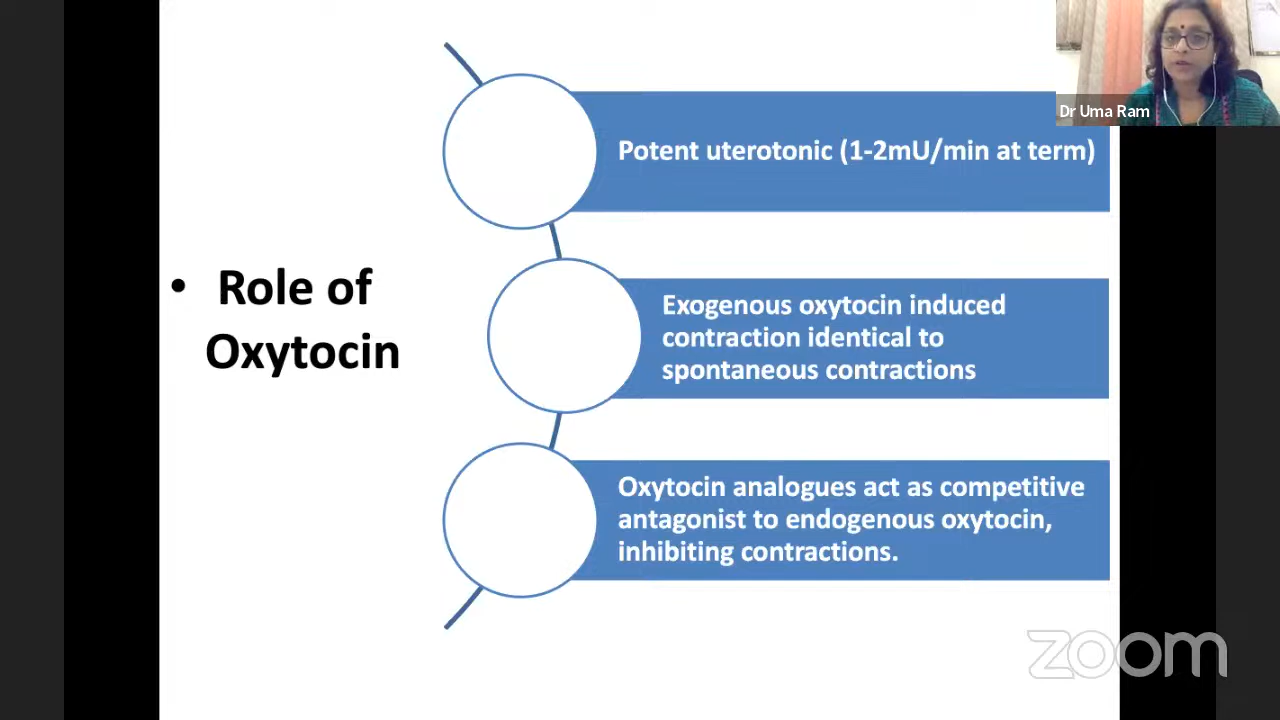 Dr Uma Ram
Potent uterotonic (1-2mU/min at term)
• Role of
Oxytocin
Exogenous oxytocin induced
contraction identical to
spontaneous contractions
Oxytocin analogues act as competitive
antagonist to endogenous oxytocin,
inhibiting contractions.
zoom